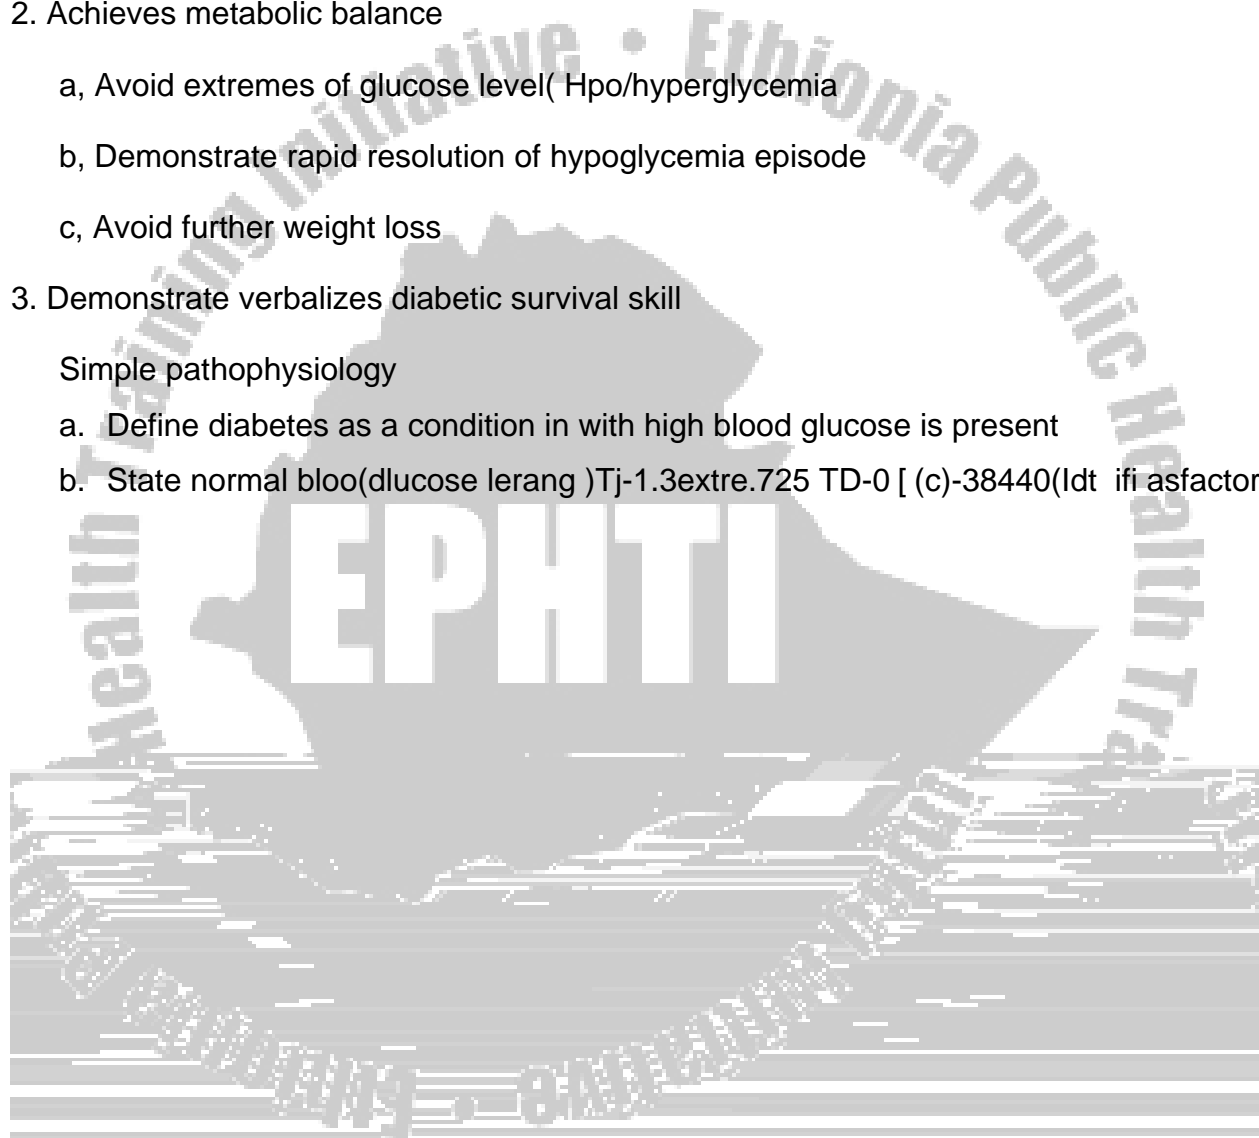 2. Achieves metabolic balance
a, Avoid extremes of glucose level( Hpo/hyperglycemia
b, Demonstrate rapid resolution of hypoglycemia episode
c, Avoid further weight loss
3. Demonstrate verbalizes diabetic survival skill
Simple pathophysiology
a. Define diabetes as a condition in with high blood glucose is present
b. State normal bloo(dlucose lerang )Tj-1.3extre.725 TD-0 [ (c)-38440(Idt ifi asfactor
EPHTI
Health Training Initiative • Ethiopia Public Health Tra